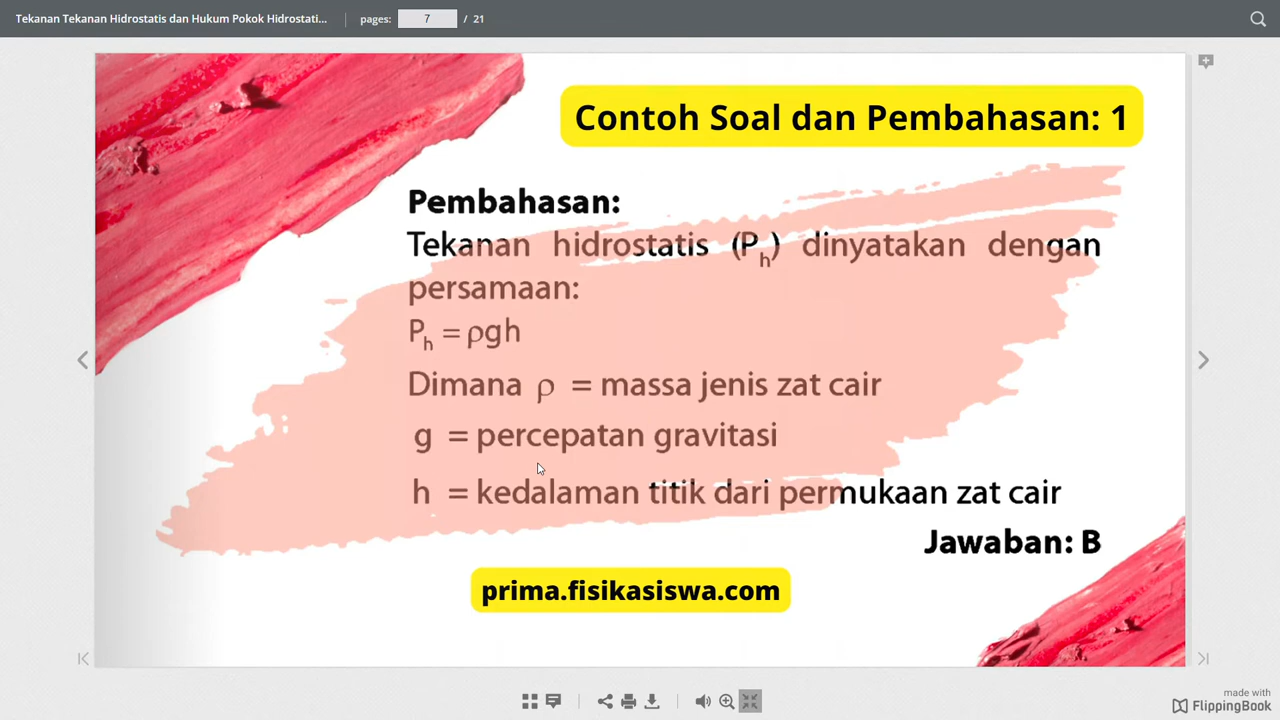 Tekanan Tekanan Hidrostatis dan Hukum Pokok Hidrostati...
pages: 7 / 21
Contoh Soal dan Pembahasan: 1
Pembahasan:
Tekanan hidrostatis (Ph) dinyatakan dengan
persamaan:
Ph = ρgh
Dimana ρ = massa jenis zat cair
g = percepatan gravitasi
h = kedalaman titik dari permukaan zat cair
Jawaban: B
prima.fisikasiswa.com
made with
FlippingBook